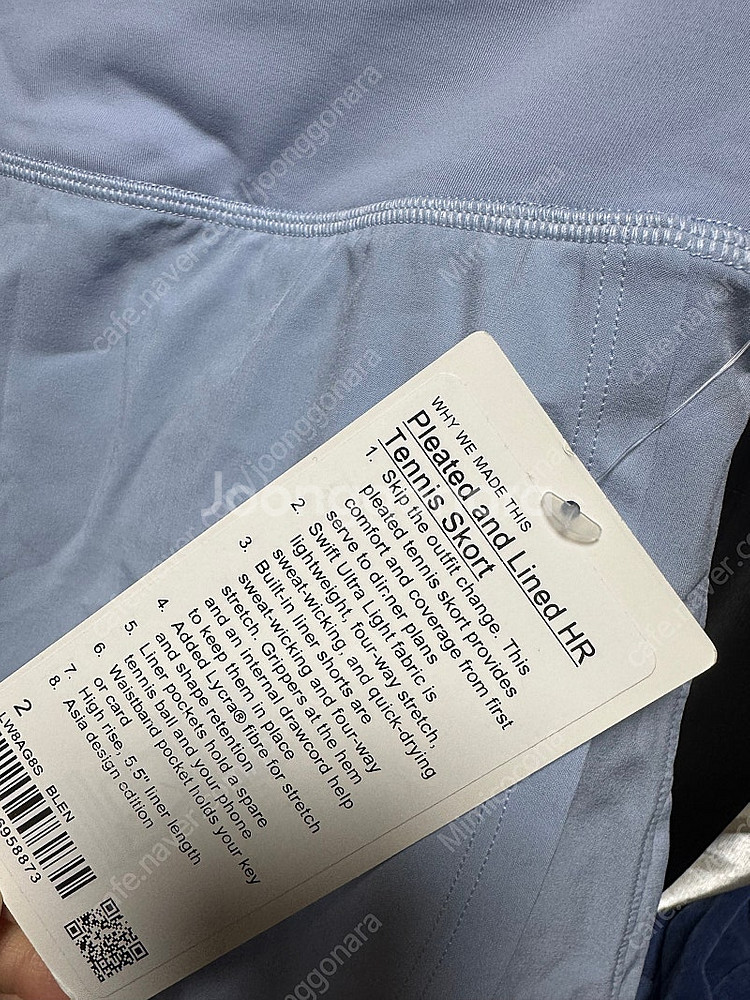 WHY WE MADE THIS
Pleated and Lined HR
Tennis Skort
1. Skip the outfit change. This
pleated tennis skort provides
comfort and coverage from first
serve to dinner plans
2. Swift Ultra Light fabric is
lightweight, four-way stretch,
sweat-wicking, and quick-drying
3. Built-in liner shorts are
sweat-wicking and four-way
stretch. Grippers at the hem
and an internal drawcord help
to keep them in place
4. Added Lycra® fibre for stretch
and shape retention
5. Liner pockets hold a spare
tennis ball and your phone
6. Waistband pocket holds your key
or card
7. High rise, 5.5" liner length
8. Asia design edition
2
LW8AG8S BLEN
6958873
Joonggonara
cafe.naver.com/joonggonara